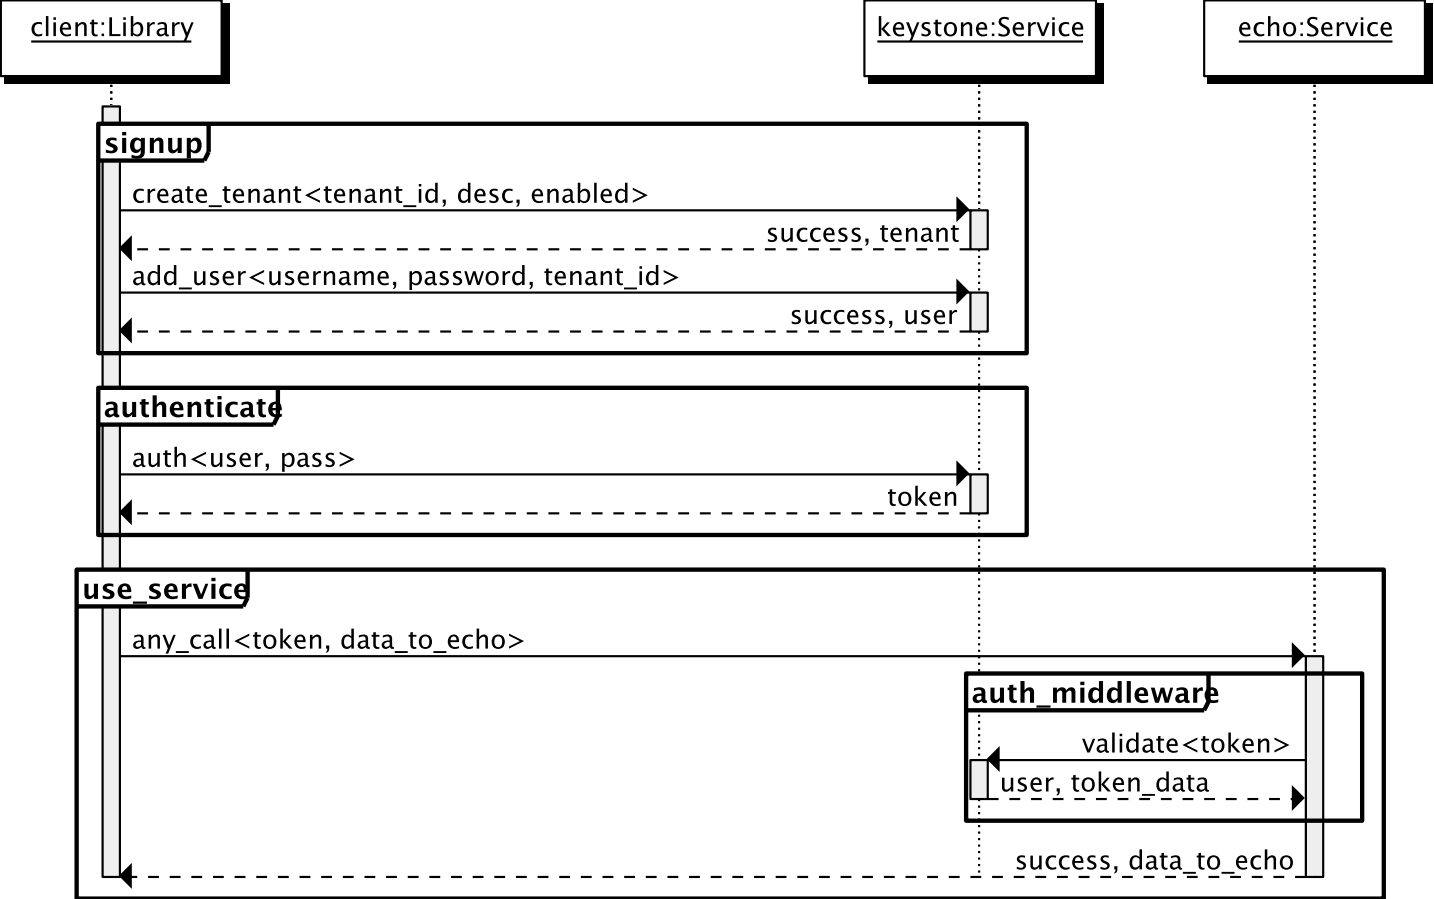 client:Library
keystone:Service
echo:Service
signup
create_tenant<tenant_id, desc, enabled>
success, tenant
add_user<username, password, tenant_id>
success, user
authenticate
auth<user, pass>
token
use_service
any_call<token, data_to_echo>
auth_middleware
validate<token>
user, token_data
success, data_to_echo